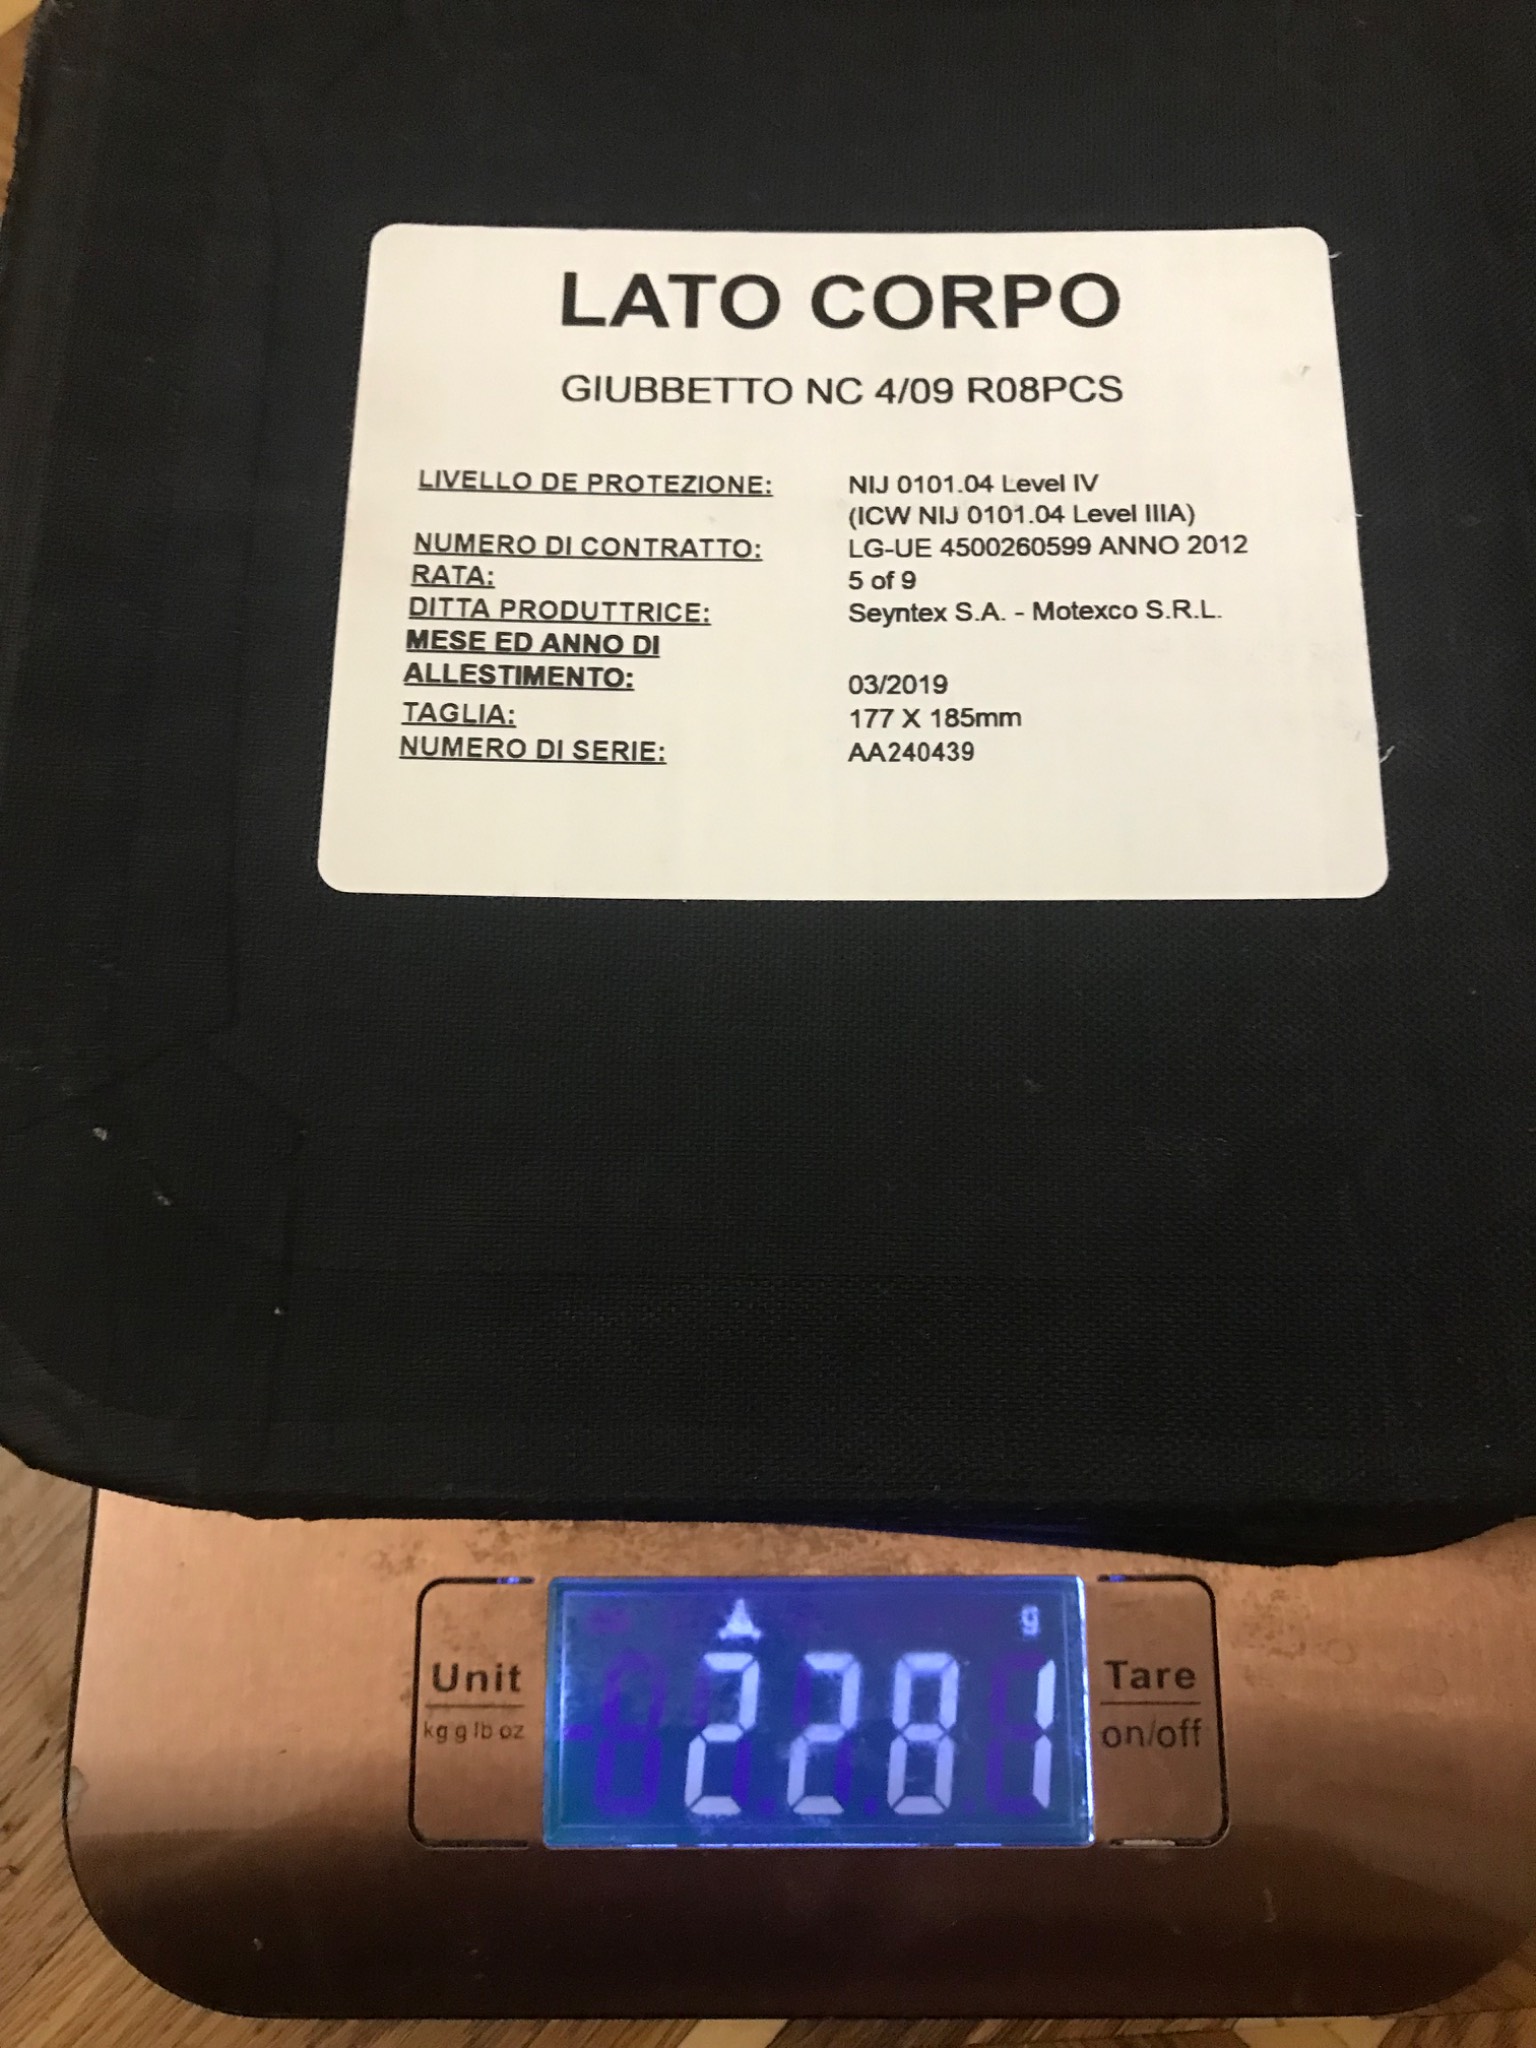 LATO CORPO
GIUBBETTO NC 4/09 R08PCS
LIVELLO DE PROTEZIONE: NIJ 0101.04 Level IV
(ICW NIJ 0101.04 Level IIIA)
NUMERO DI CONTRATTO: LG-UE 4500260599 ANNO 2012
RATA: 5 of 9
DITTA PRODUTTRICE: Seyntex S.A. - Motexco S.R.L.
MESE ED ANNO DI
ALLESTIMENTO: 03/2019
TAGLIA: 177 X 185mm
NUMERO DI SERIE: AA240439
g
2281
Unit
kg g lb oz
Tare
on/off